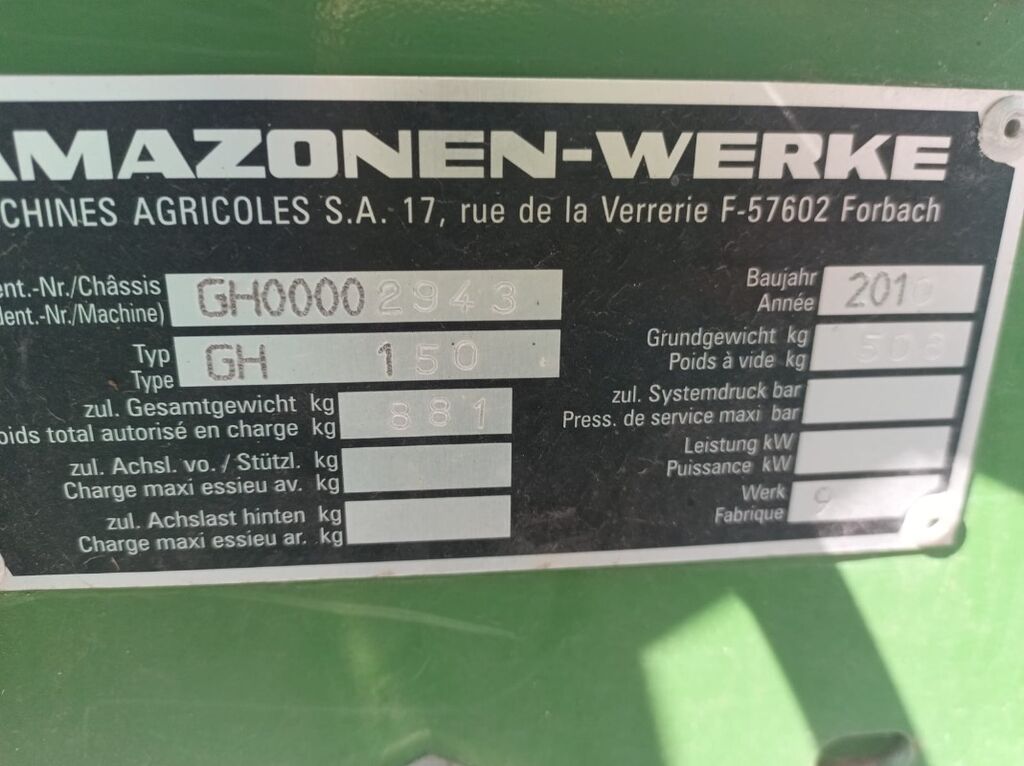 AMAZONEN-WERKE
CHINES AGRICOLES S.A. 17, rue de la Verrerie F-57602 Forbach
ent.-Nr./Châssis GH00002943
dent.-Nr./Machine)
Baujahr 2010
Année
Typ GH 150
Type
Grundgewicht kg
Poids à vide kg
zul. Gesamtgewicht kg 881
oids total autorisé en charge kg
zul. Systemdruck bar
Press. de service maxi bar
zul. Achsl. vo. / Stützl. kg
Charge maxi essieu av. kg
Leistung kW
Puissance kW
zul. Achslast hinten kg
Charge maxi essieu ar. kg
Werk 9
Fabrique